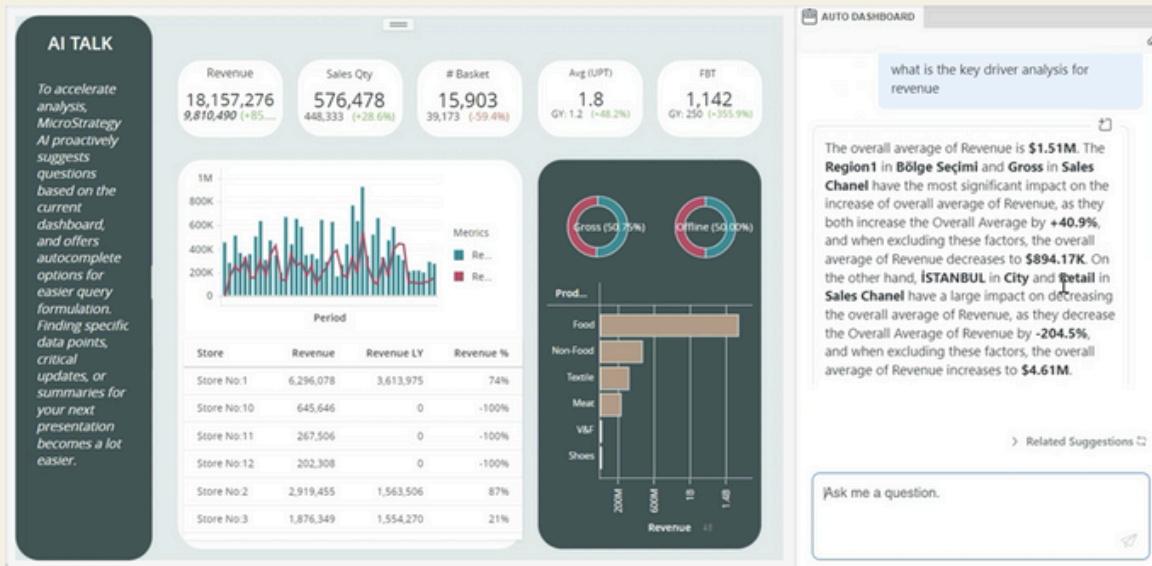 AI TALK
To accelerate
analysis,
MicroStrategy
AI proactively
suggests
questions
based on the
current
dashboard,
and offers
autocomplete
options for
easier query
formulation.
Finding specific
data points,
critical
updates, or
summaries for
your next
presentation
becomes a lot
easier.
Revenue
18,157,276
9,810,490 (+85....
Sales Qty
576,478
448,333 (+28.6%)
# Basket
15,903
39,173 (-59.4%)
Avg (UPT)
1.8
GY: 1.2 (+48.2%)
FBT
1,142
GY: 250 (+355.9%)
1M
800K
600K
400K
200K
0
Period
Metrics
Re...
Re...
Store Revenue Revenue LY Revenue %
Store No:1 6,296,078 3,613,975 74%
Store No:10 645,646 0 -100%
Store No:11 267,506 0 -100%
Store No:12 202,308 0 -100%
Store No:2 2,919,455 1,563,506 87%
Store No:3 1,876,349 1,554,270 21%
Gross (50.75%)
Offline (50.00%)
Prod...
Food
Non-Food
Textile
Meat
V&F
Shoes
200M
600M
1B
1.4B
Revenue
AUTO DASHBOARD
what is the key driver analysis for
revenue
The overall average of Revenue is $1.51M. The
Region1 in Bölge Seçimi and Gross in Sales
Chanel have the most significant impact on the
increase of overall average of Revenue, as they
both increase the Overall Average by +40.9%,
and when excluding these factors, the overall
average of Revenue decreases to $894.17K. On
the other hand, İSTANBUL in City and Retail in
Sales Chanel have a large impact on decreasing
the overall average of Revenue, as they decrease
the Overall Average of Revenue by -204.5%,
and when excluding these factors, the overall
average of Revenue increases to $4.61M.
Related Suggestions
Ask me a question.